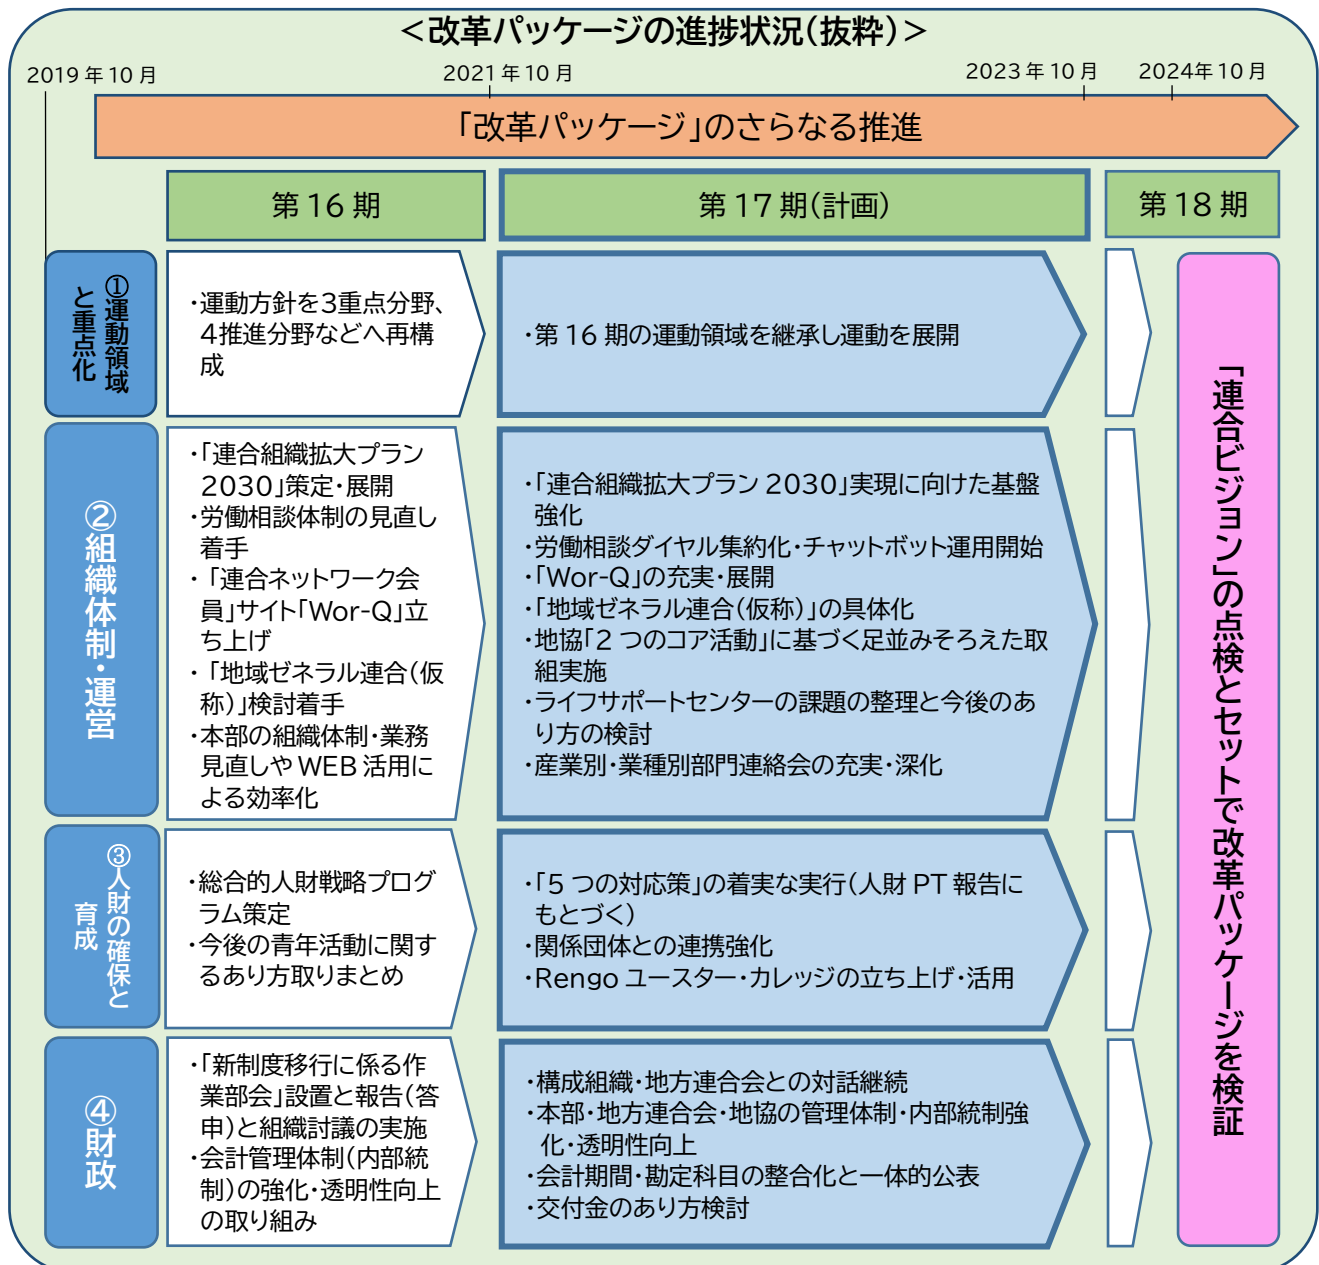 ＜改革パッケージの進捗状況（抜粋）＞
2019年10月
2021年10月
2023年10月
2024年10月
「改革パッケージ」のさらなる推進
第16期
第17期（計画）
第18期
①運動領域
と重点化
・運動方針を3重点分野、
4推進分野などへ再構
成
・第16期の運動領域を継承し運動を展開
②組織体制・運営
・「連合組織拡大プラン
2030」策定・展開
・労働相談体制の見直し
着手
・「連合ネットワーク会
員」サイト「Wor-Q」立
ち上げ
・「地域ゼネラル連合（仮
称）」検討着手
・本部の組織体制・業務
見直しやWEB活用に
よる効率化
・「連合組織拡大プラン2030」実現に向けた基盤
強化
・労働相談ダイヤル集約化・チャットボット運用開始
・「Wor-Q」の充実・展開
・「地域ゼネラル連合（仮称）」の具体化
・地協「2つのコア活動」に基づく足並みそろえた取
組実施
・ライフサポートセンターの課題の整理と今後のあ
り方の検討
・産業別・業種別部門連絡会の充実・深化
③人財の確保と
育成
・総合的人財戦略プログ
ラム策定
・今後の青年活動に関す
るあり方取りまとめ
・「5つの対応策」の着実な実行（人財PT報告に
もとづく）
・関係団体との連携強化
・Rengoユースター・カレッジの立ち上げ・活用
④財政
・「新制度移行に係る作
業部会」設置と報告（答
申）と組織討議の実施
・会計管理体制（内部統
制）の強化・透明性向上
の取り組み
・構成組織・地方連合会との対話継続
・本部・地方連合会・地協の管理体制・内部統制強
化・透明性向上
・会計期間・勘定科目の整合化と一体的公表
・交付金のあり方検討
「連合ビジョン」の点検とセットで改革パッケージを検証